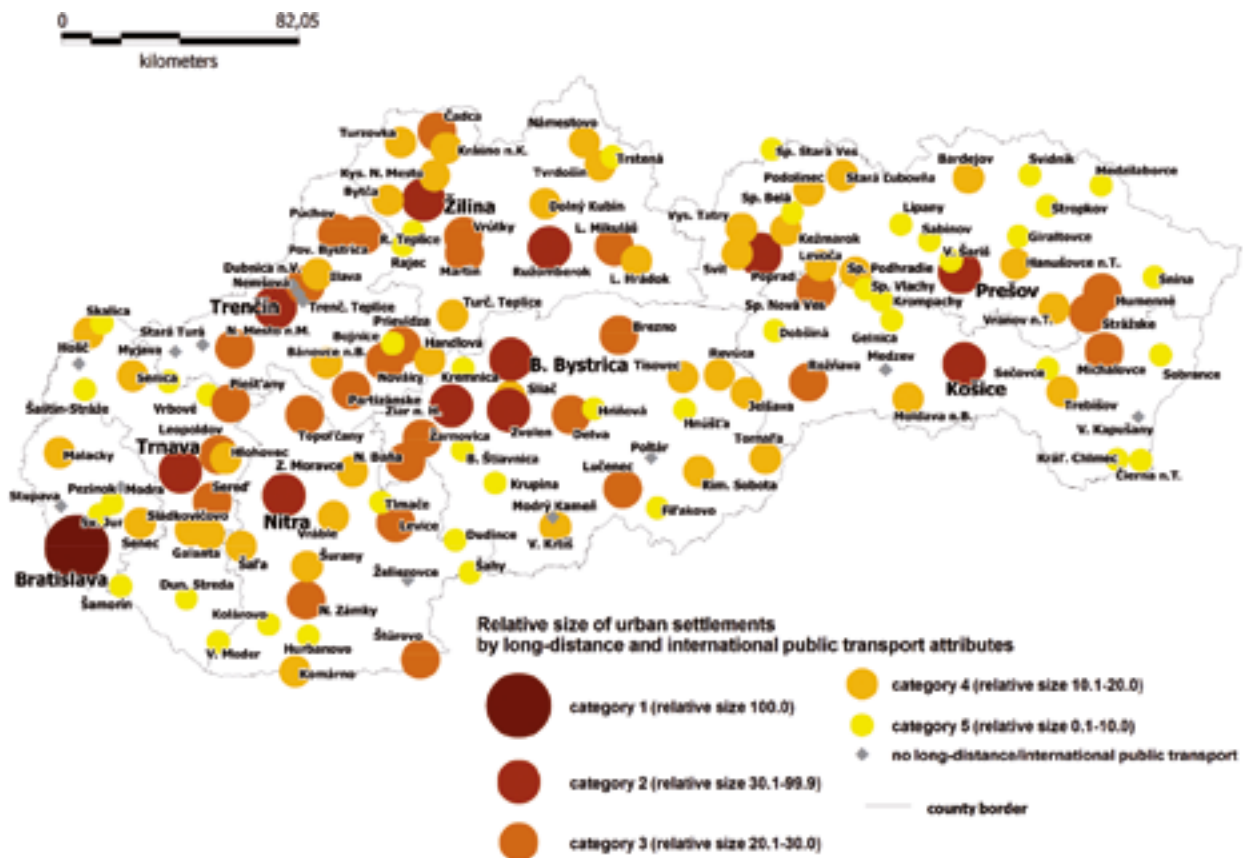 0 82,05
kilometers
Čadca
Turzovka
Krásno n.K.
Námestovo
Trstená
Tvrdošín
Kys. N. Mesto
Bytča
Žilina
Dolný Kubín
Púchov
Pov. Bystrica
R. Teplice
Rajec
Vrútky
Martin
Ružomberok
L. Mikuláš
L. Hrádok
Sp. Stará Ves
Podolínec
Stará Ľubovňa
Bardejov
Svidník
Medzilaborce
Sp. Belá
Vys. Tatry
Kežmarok
Lipany
Stropkov
Sabinov
Giraltovce
Levoča
V. Šariš
Svit
Poprad
Sp. Podhradie
Hanušovce n.T.
Sp. Vlachy
Prešov
Snina
Krompachy
Humenné
Sp. Nová Ves
Vranov n.T.
Strážske
Dobšiná
Gelnica
Medzev
Dubnica n.V.
Ilava
Nemšová
Trenčín
Trenč. Teplice
Turč. Teplice
Skalica
Stará Turá
N. Mesto n.M.
Bojnice
Prievidza
Brezno
Holíč
Myjava
Bánovce n.B.
Handlová
B. Bystrica
Tisovec
Revúca
Rožňava
Košice
Sečovce
Michalovce
Sobrance
Senica
Piešťany
Nováky
Kremnica
Sliač
Šaštín-Stráže
Vrbové
Partizánske
Žiar n. H.
Hriňová
Jelšava
Moldava n.B.
Trebišov
Leopoldov
Topoľčany
Zvolen
Detva
Hnúšťa
V. Kapušany
Trnava
Hlohovec
Žarnovica
Poltár
Tornaľa
Malacky
Z. Moravce
N. Baňa
B. Štiavnica
Lučenec
Kráľ. Chlmec
Čierna n.T.
Stupava
Pezinok
Modra
Sereď
Krupina
Rim. Sobota
Sv. Jur
Sládkovičovo
Nitra
Tlmače
Modrý Kameň
Fiľakovo
Senec
Vráble
Levice
Galanta
Dudince
V. Krtíš
Bratislava
Šaľa
Šurany
Želiezovce
Šahy
Dun. Streda
Šamorín
Kolárovo
N. Zámky
V. Meder
Hurbanovo
Štúrovo
Komárno
Relative size of urban settlements
by long-distance and international public transport attributes
category 1 (relative size 100.0)
category 2 (relative size 30.1-99.9)
category 3 (relative size 20.1-30.0)
category 4 (relative size 10.1-20.0)
category 5 (relative size 0.1-10.0)
no long-distance/international public transport
county border